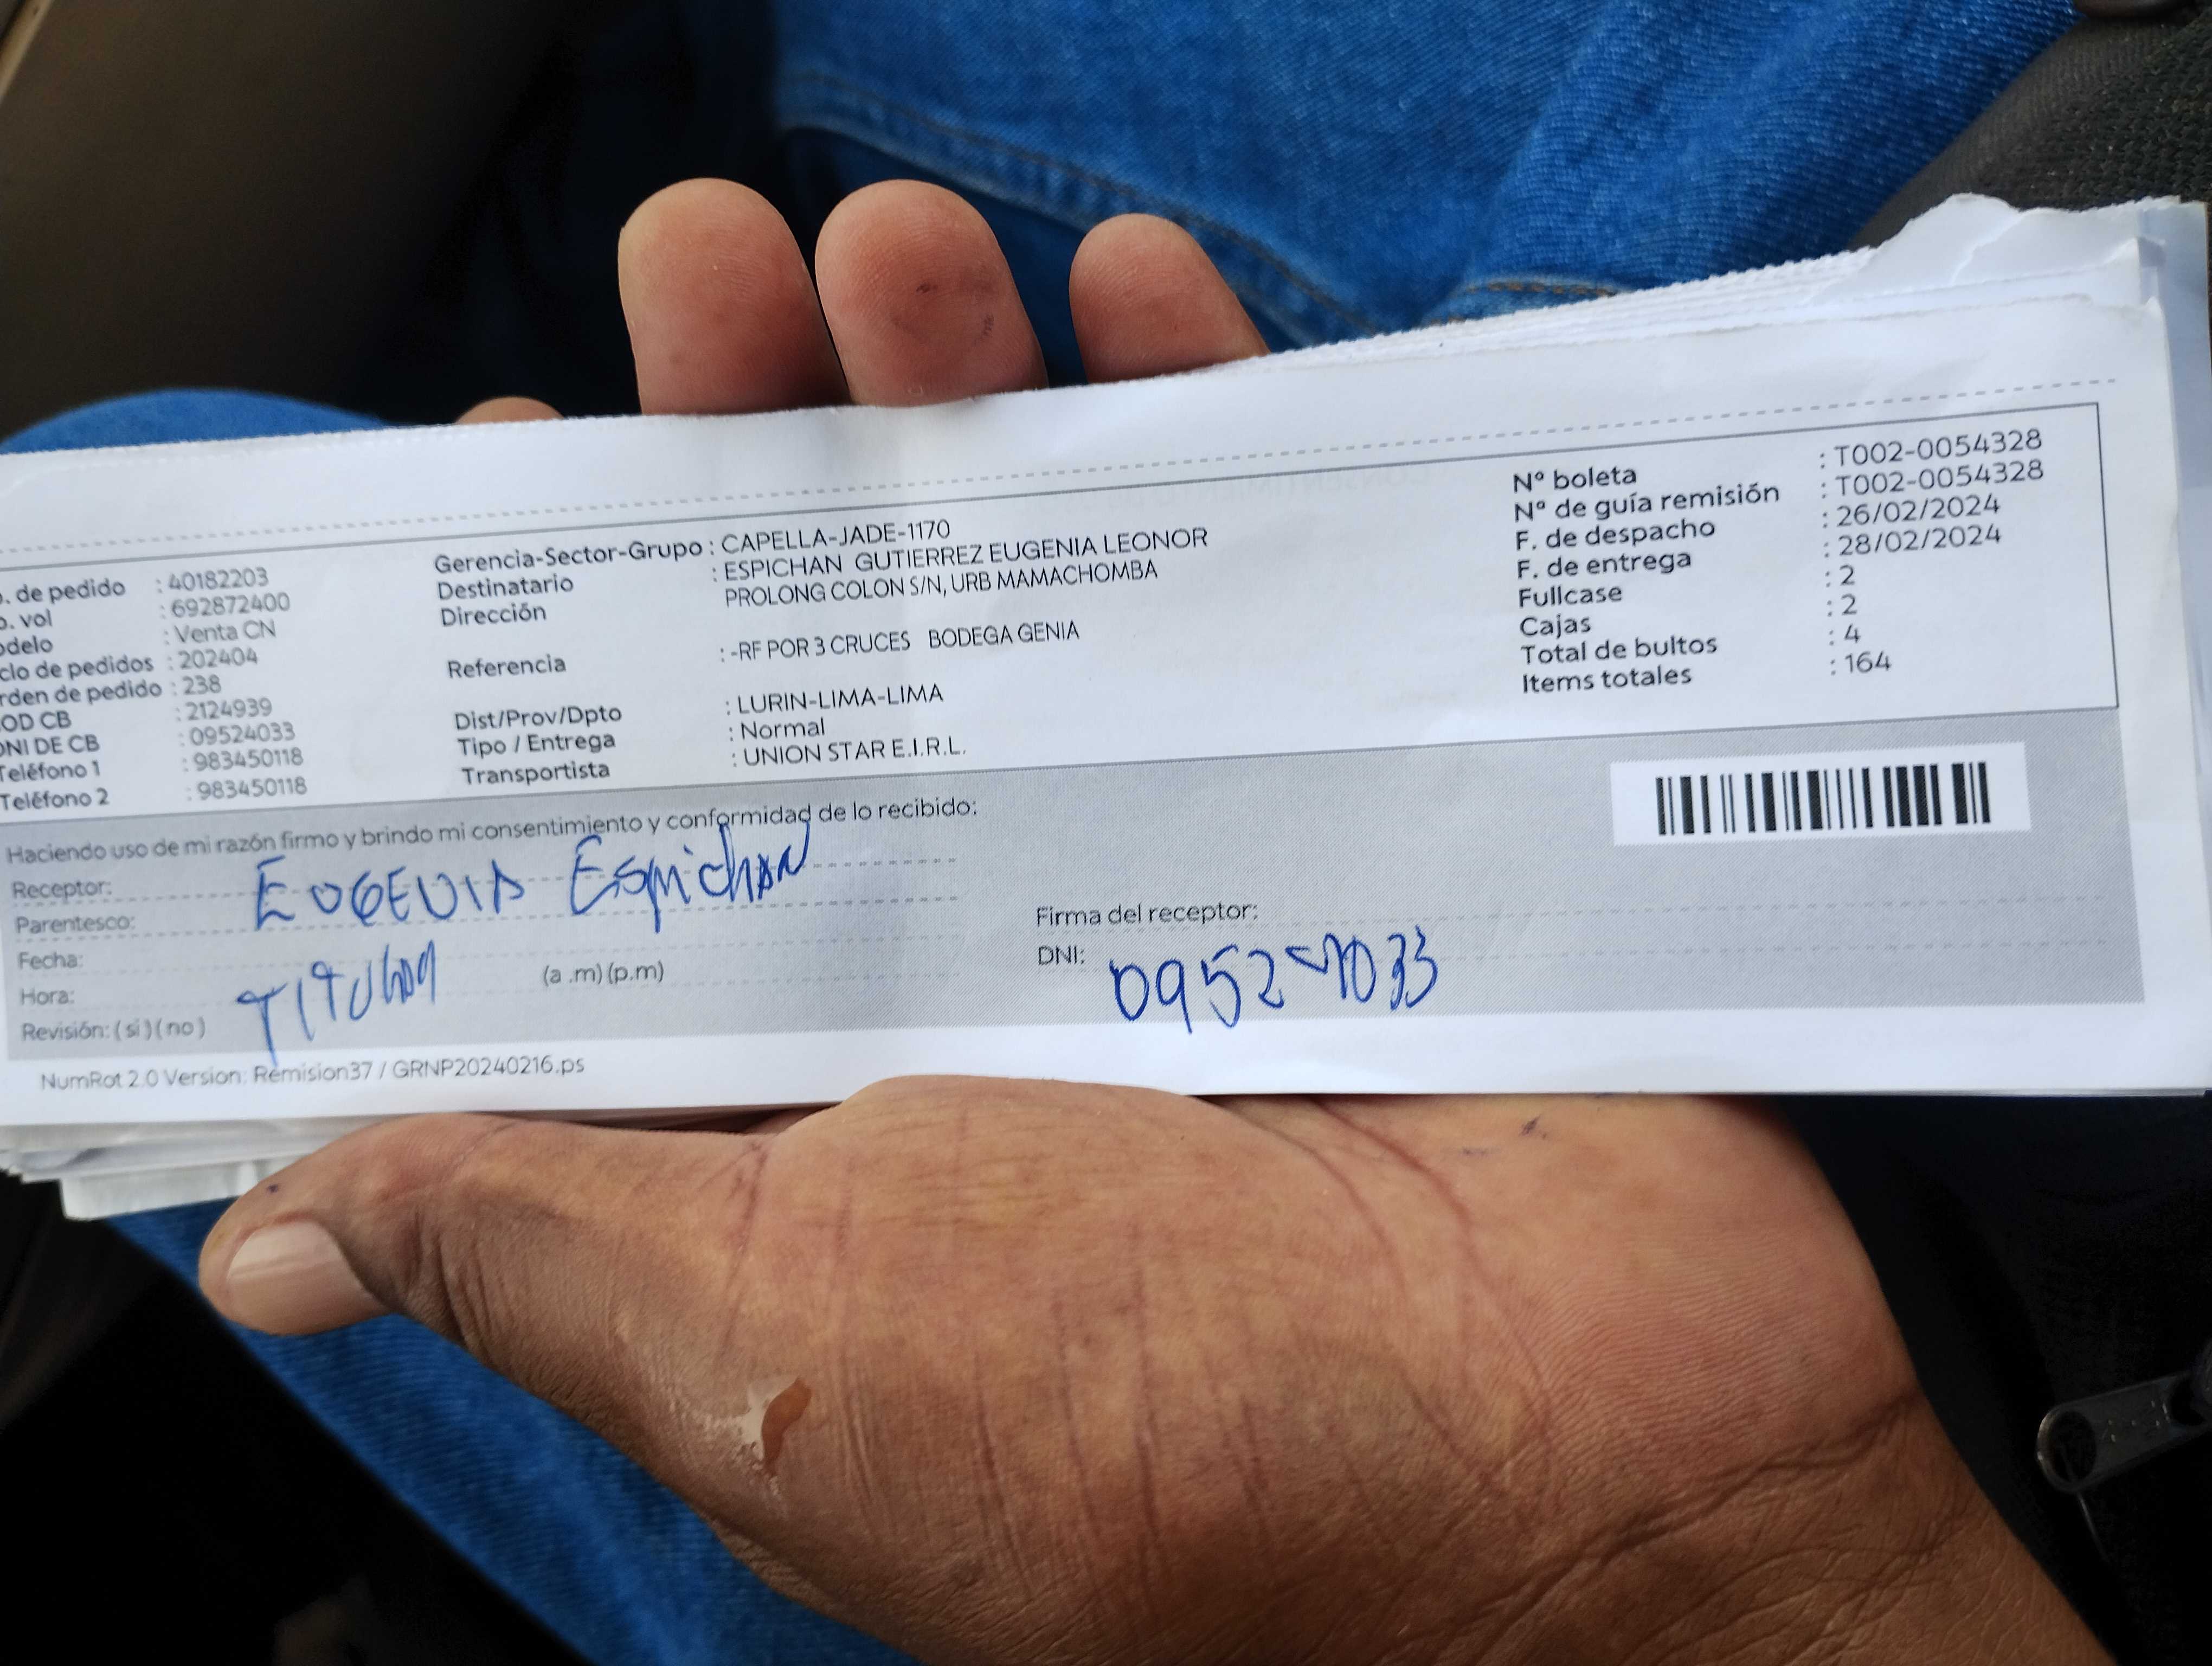 . de pedido : 40182203
o. vol : 692872400
odelo : Venta CN
clo de pedidos : 202404
rden de pedido : 238
OD CB : 2124939
DNI DE CB : 09524033
Teléfono 1 : 983450118
Teléfono 2 : 983450118
Gerencia-Sector-Grupo : CAPELLA-JADE-1170
Destinatario : ESPICHAN GUTIERREZ EUGENIA LEONOR
Dirección PROLONG COLON S/N, URB MAMACHOMBA
Referencia : -RF POR 3 CRUCES BODEGA GENIA
Dist/Prov/Dpto : LURIN-LIMA-LIMA
Tipo / Entrega : Normal
Transportista : UNION STAR E.I.R.L.
Nº boleta : T002-0054328
Nº de guía remisión : T002-0054328
F. de despacho : 26/02/2024
F. de entrega : 28/02/2024
Fullcase : 2
Cajas : 2
Total de bultos : 4
Items totales : 164
Haciendo uso de mi razón firmo y brindo mi consentimiento y conformidad de lo recibido:
Receptor: EUGENIA Espichan
Parentesco:
Fecha:
Hora: Titular (a .m) (p.m)
Revisión: ( si ) ( no )
Firma del receptor:
DNI: 09524033
NumRot 2.0 Version: Remision37 / GRNP20240216.ps